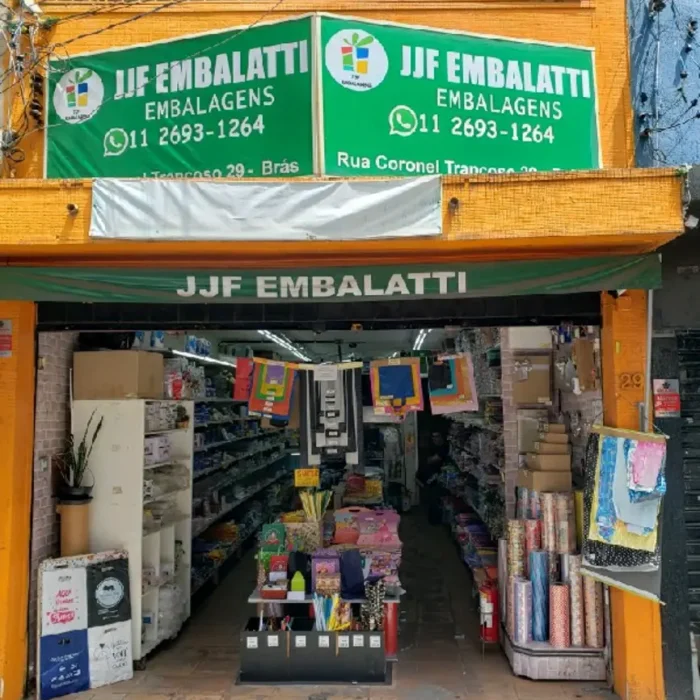 JJF EMBALATTI
EMBALAGENS
11 2693-1264
Trancoso 29 - Brás
JJF EMBALATTI
EMBALAGENS
11 2693-1264
Rua Coronel Trancoso 29 -
JJF EMBALATTI
29